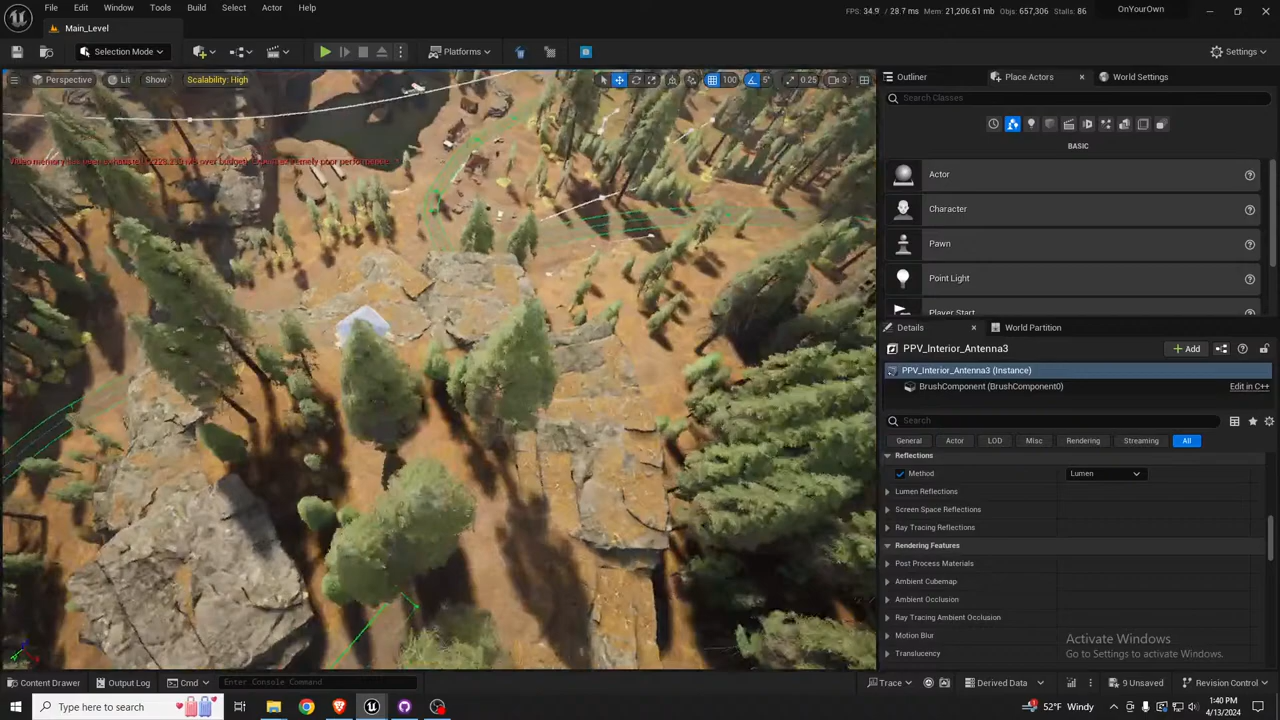 File Edit Window Tools Build Select Actor Help
FPS: 34.9 / 28.7 ms Mem: 21,206.61 mb Objs: 657,306 Stalls: 86
OnYourOwn
Main_Level
Selection Mode
Platforms
Settings
Perspective Lit Show Scalability: High
100 5° 0.25 3
Outliner Place Actors World Settings
Search Classes
BASIC
Actor
Character
Pawn
Point Light
Player Start
Details World Partition
PPV_Interior_Antenna3
Add
PPV_Interior_Antenna3 (Instance)
BrushComponent (BrushComponent0) Edit in C++
Search
General Actor LOD Misc Rendering Streaming All
Reflections
Method Lumen
Lumen Reflections
Screen Space Reflections
Ray Tracing Reflections
Rendering Features
Post Process Materials
Ambient Cubemap
Ambient Occlusion
Ray Tracing Ambient Occlusion
Motion Blur
Translucency
Activate Windows
Go to Settings to activate Windows.
Content Drawer Output Log Cmd Enter Console Command
Trace Derived Data 9 Unsaved Revision Control
Type here to search
52°F Windy
1:40 PM
4/13/2024